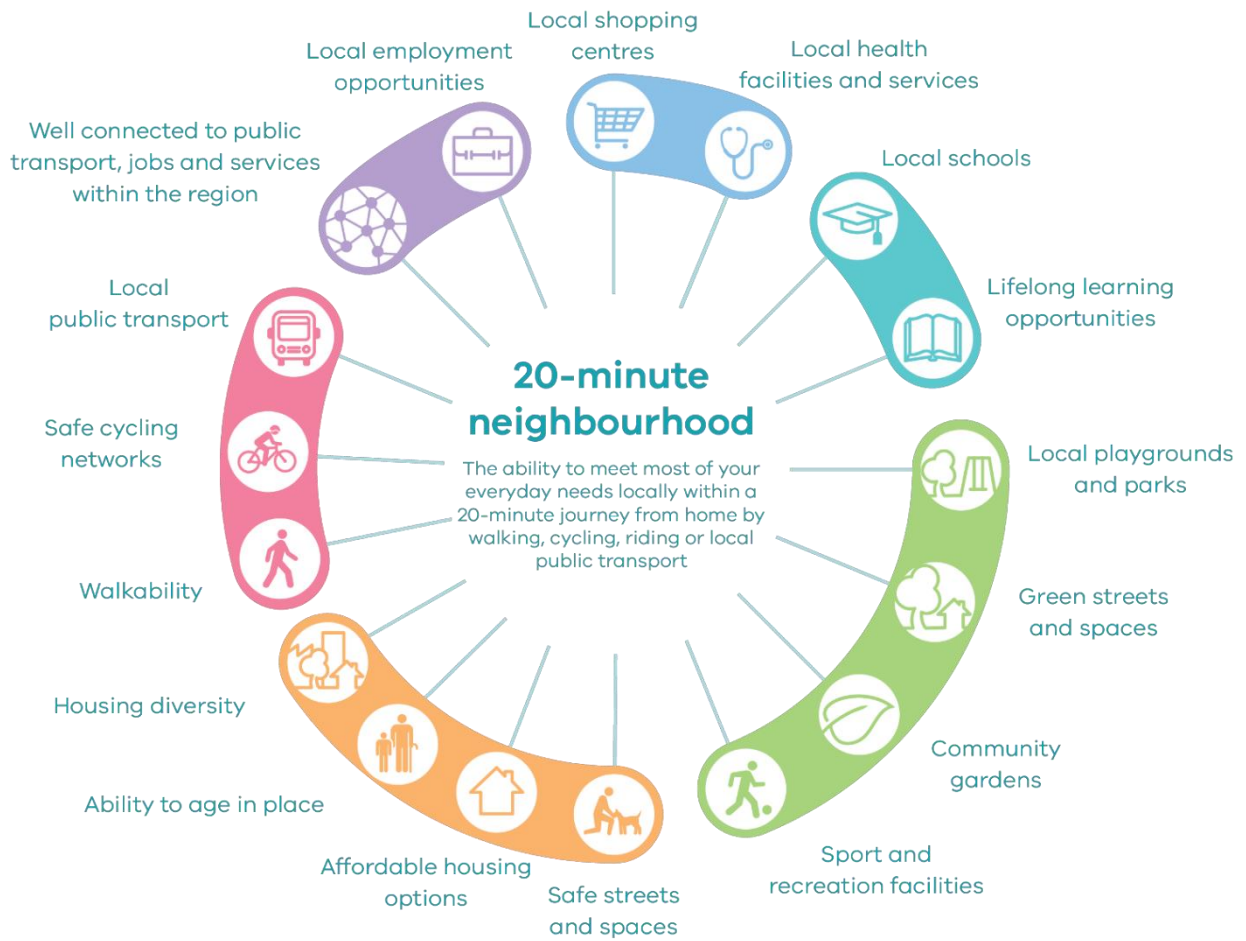 Local shopping
centres
Local health
facilities and services
Local schools
Lifelong learning
opportunities
Local playgrounds
and parks
Green streets
and spaces
Community
gardens
Sport and
recreation facilities
Safe streets
and spaces
Affordable housing
options
Ability to age in place
Housing diversity
Walkability
Safe cycling
networks
Local
public transport
Well connected to public
transport, jobs and services
within the region
Local employment
opportunities
20-minute
neighbourhood
The ability to meet most of your
everyday needs locally within a
20-minute journey from home by
walking, cycling, riding or local
public transport